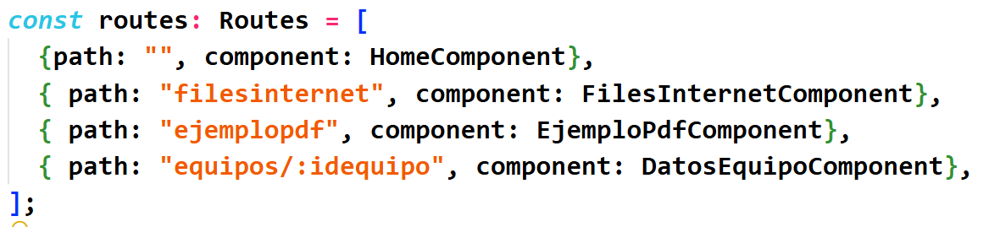 const routes: Routes = [
  {path: "", component: HomeComponent},
  { path: "filesinternet", component: FilesInternetComponent},
  { path: "ejemplopdf", component: EjemploPdfComponent},
  { path: "equipos/:idequipo", component: DatosEquipoComponent},
];